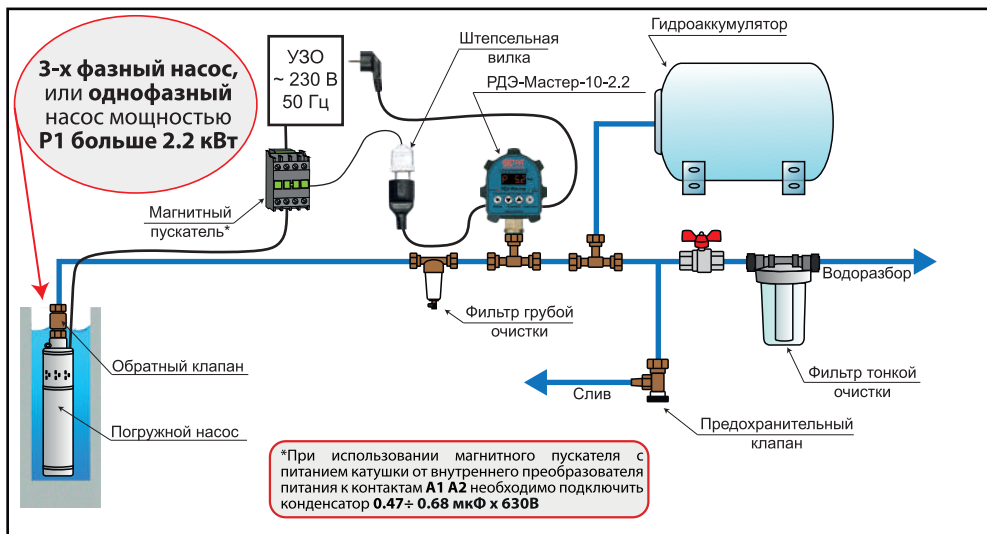 3-х фазный насос,
или однофазный
насос мощностью
Р1 больше 2.2 кВт
УЗО
~ 230 В
50 Гц
Штепсельная
вилка
РДЭ-Мастер-10-2.2
Гидроаккумулятор
Магнитный
пускатель*
Водоразбор
Фильтр грубой
очистки
Обратный клапан
Фильтр тонкой
очистки
Слив
Погружной насос
Предохранительный
клапан
*При использовании магнитного пускателя с
питанием катушки от внутреннего преобразователя
питания к контактам А1 А2 необходимо подключить
конденсатор 0.47÷ 0.68 мкФ х 630В